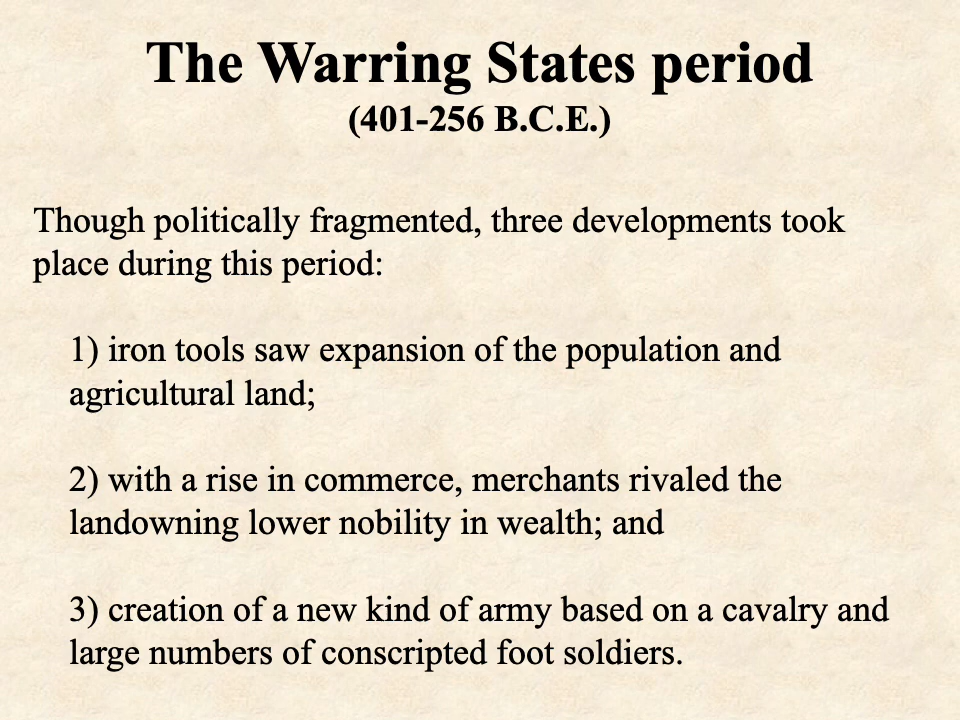 The Warring States period
(401-256 B.C.E.)
Though politically fragmented, three developments took
place during this period:
1) iron tools saw expansion of the population and
agricultural land;
2) with a rise in commerce, merchants rivaled the
landowning lower nobility in wealth; and
3) creation of a new kind of army based on a cavalry and
large numbers of conscripted foot soldiers.